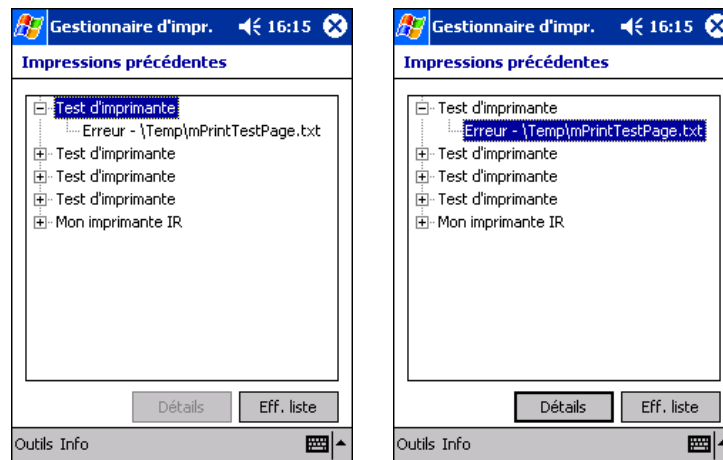 Gestionnaire d'impr. 16:15
Impressions précédentes
Test d'imprimante
Erreur - \Temp\mPrintTestPage.txt
Test d'imprimante
Test d'imprimante
Test d'imprimante
Mon imprimante IR
Détails Eff. liste
Outils Info
Gestionnaire d'impr. 16:15
Impressions précédentes
Test d'imprimante
Erreur - \Temp\mPrintTestPage.txt
Test d'imprimante
Test d'imprimante
Test d'imprimante
Mon imprimante IR
Détails Eff. liste
Outils Info